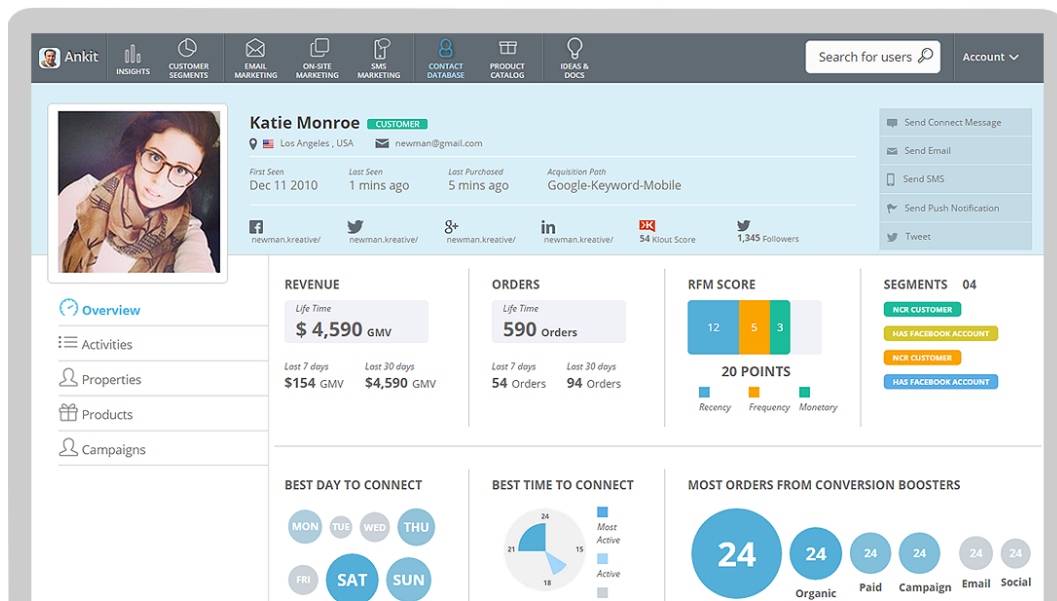 Ankit
INSIGHTS
CUSTOMER
SEGMENTS
EMAIL
MARKETING
ON-SITE
MARKETING
SMS
MARKETING
CONTACT
DATABASE
PRODUCT
CATALOG
IDEAS &
DOCS
Search for users
Account
Katie Monroe CUSTOMER
Los Angeles , USA newman@gmail.com
First Seen Last Seen Last Purchased Acquisition Path
Dec 11 2010 1 mins ago 5 mins ago Google-Keyword-Mobile
g+ in
newman.kreative/ newman.kreative/ newman.kreative/ newman.kreative/ 54 Klout Score 1,345 Followers
Send Connect Message
Send Email
Send SMS
Send Push Notification
Tweet
Overview
Activities
Properties
Products
Campaigns
REVENUE
Life Time
$ 4,590 GMV
Last 7 days Last 30 days
$154 GMV $4,590 GMV
ORDERS
Life Time
590 Orders
Last 7 days Last 30 days
54 Orders 94 Orders
RFM SCORE
12 5 3
20 POINTS
Recency Frequency Monetary
SEGMENTS 04
NCR CUSTOMER
HAS FACEBOOK ACCOUNT
NCR CUSTOMER
HAS FACEBOOK ACCOUNT
BEST DAY TO CONNECT
MON TUE WED THU
FRI SAT SUN
BEST TIME TO CONNECT
24
21 15
18
Most
Active
Active
MOST ORDERS FROM CONVERSION BOOSTERS
24 24 24 24 24 24
Organic Paid Campaign Email Social